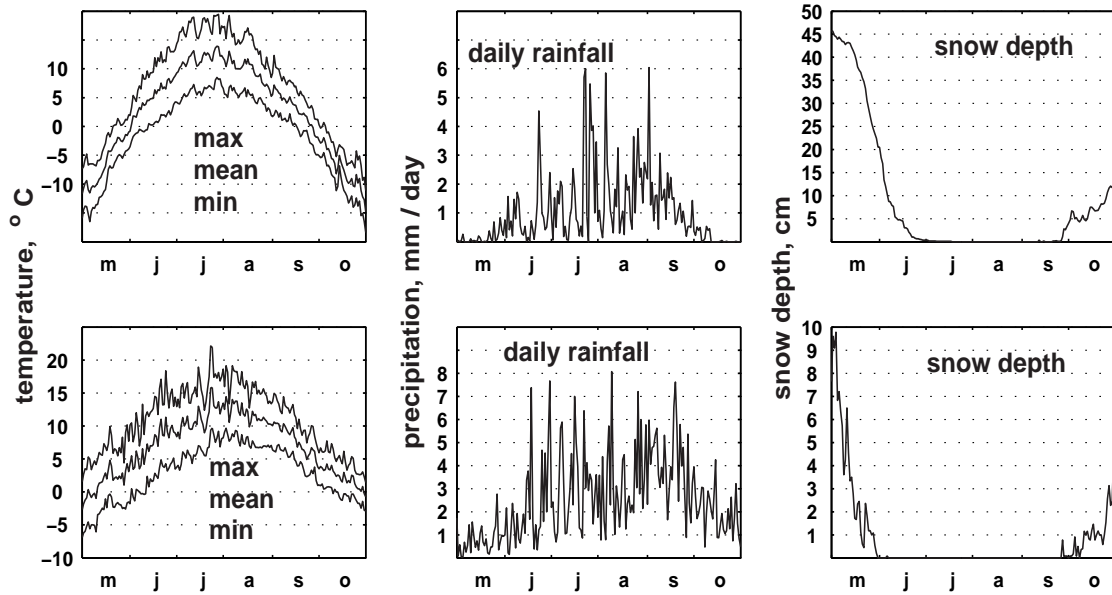 temperature, ° C
10
5
0
−5
−10
max
mean
min
m j j a s o
precipitation, mm / day
daily rainfall
6
5
4
3
2
1
m j j a s o
snow depth, cm
snow depth
50
45
40
35
30
25
20
15
10
5
m j j a s o
20
15
10
5
0
−5
−10
max
mean
min
m j j a s o
daily rainfall
8
7
6
5
4
3
2
1
m j j a s o
snow depth
10
9
8
7
6
5
4
3
2
1
m j j a s o